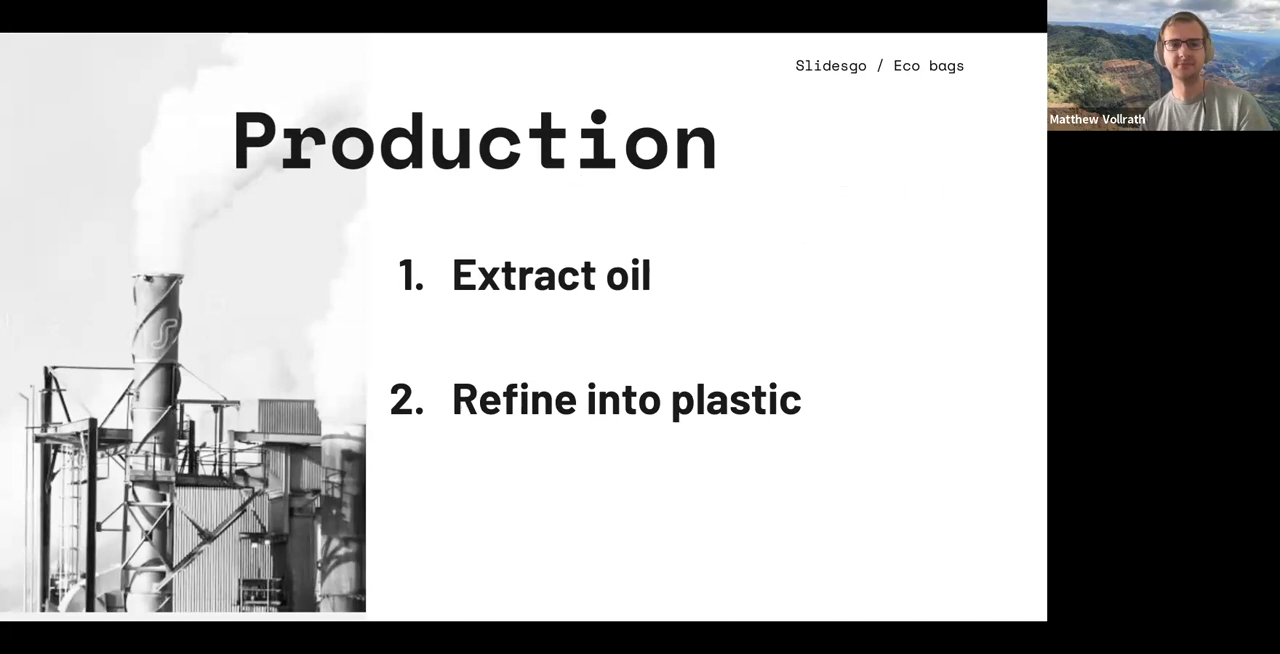 Slidesgo / Eco bags
Production
1. Extract oil
2. Refine into plastic
Matthew Vollrath